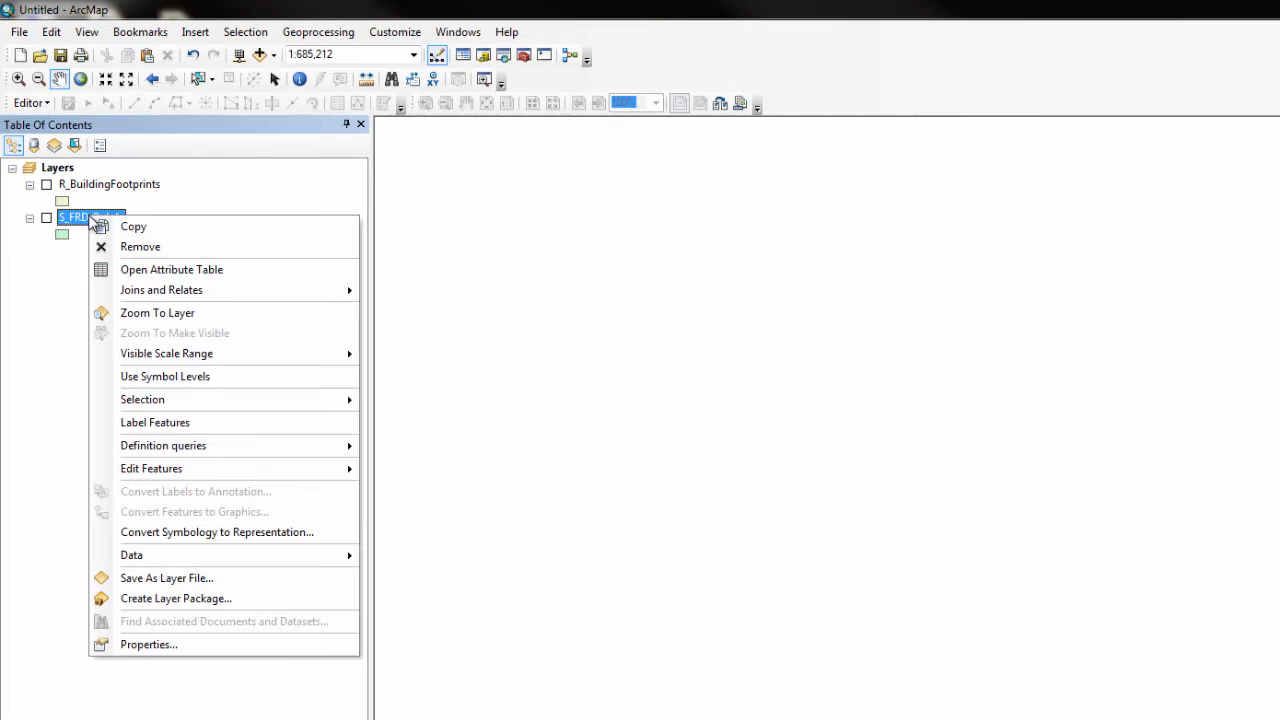 Untitled - ArcMap
File Edit View Bookmarks Insert Selection Geoprocessing Customize Windows Help
1:685,212
Editor
Table Of Contents
Layers
R_BuildingFootprints
S_FRD
Copy
Remove
Open Attribute Table
Joins and Relates
Zoom To Layer
Zoom To Make Visible
Visible Scale Range
Use Symbol Levels
Selection
Label Features
Definition queries
Edit Features
Convert Labels to Annotation...
Convert Features to Graphics...
Convert Symbology to Representation...
Data
Save As Layer File...
Create Layer Package...
Find Associated Documents and Datasets...
Properties...